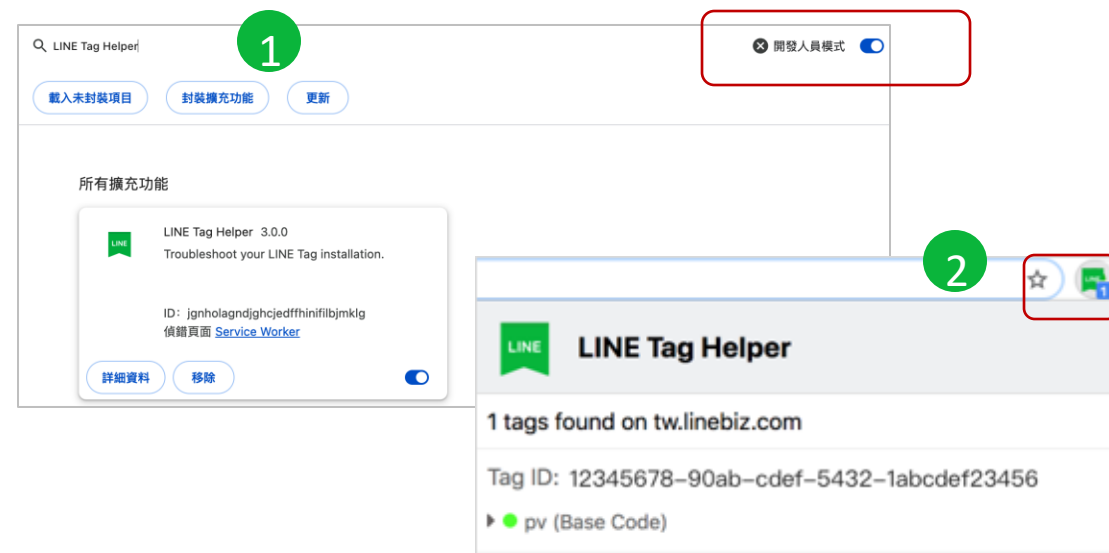 1
LINE Tag Helper
開發人員模式
載入未封裝項目
封裝擴充功能
更新
所有擴充功能
LINE
LINE Tag Helper 3.0.0
Troubleshoot your LINE Tag installation.
ID： jgnholagndjghcjedffhinifilbjmklg
偵錯頁面 Service Worker
詳細資料
移除
2
1
LINE
LINE Tag Helper
1 tags found on tw.linebiz.com
Tag ID: 12345678-90ab-cdef-5432-1abcdef23456
pv (Base Code)